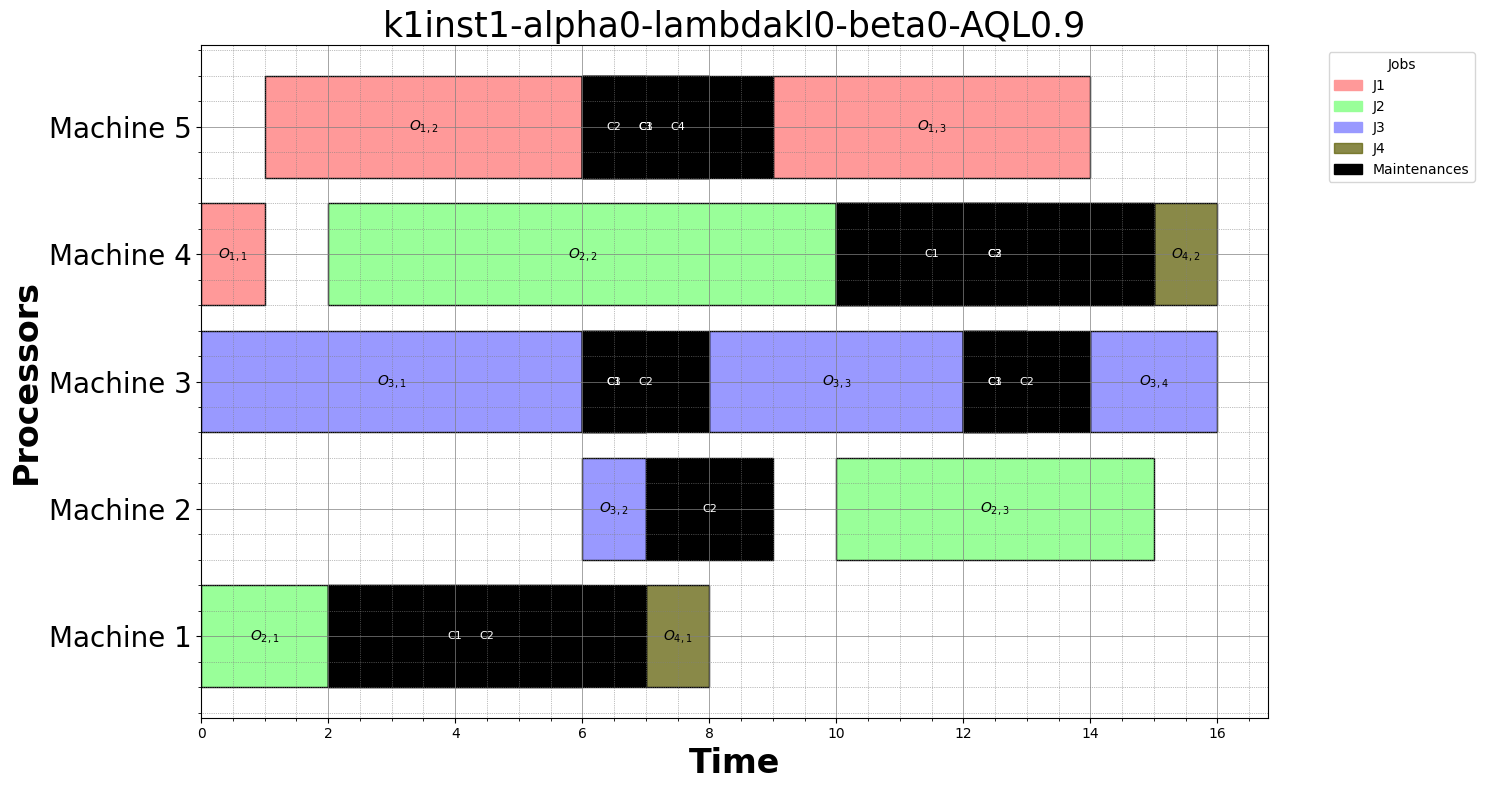 k1inst1-alpha0-lambdakl0-beta0-AQL0.9
Jobs
J1
J2
J3
J4
Maintenances
Processors
Machine 5
O1,2
C2
C3
C4
O1,3
Machine 4
O1,1
O2,2
C1
O4,2
Machine 3
O3,1
C2
O3,3
C2
O3,4
Machine 2
O3,2
C2
O2,3
Machine 1
O2,1
C1
C2
O4,1
0 2 4 6 8 10 12 14 16
Time